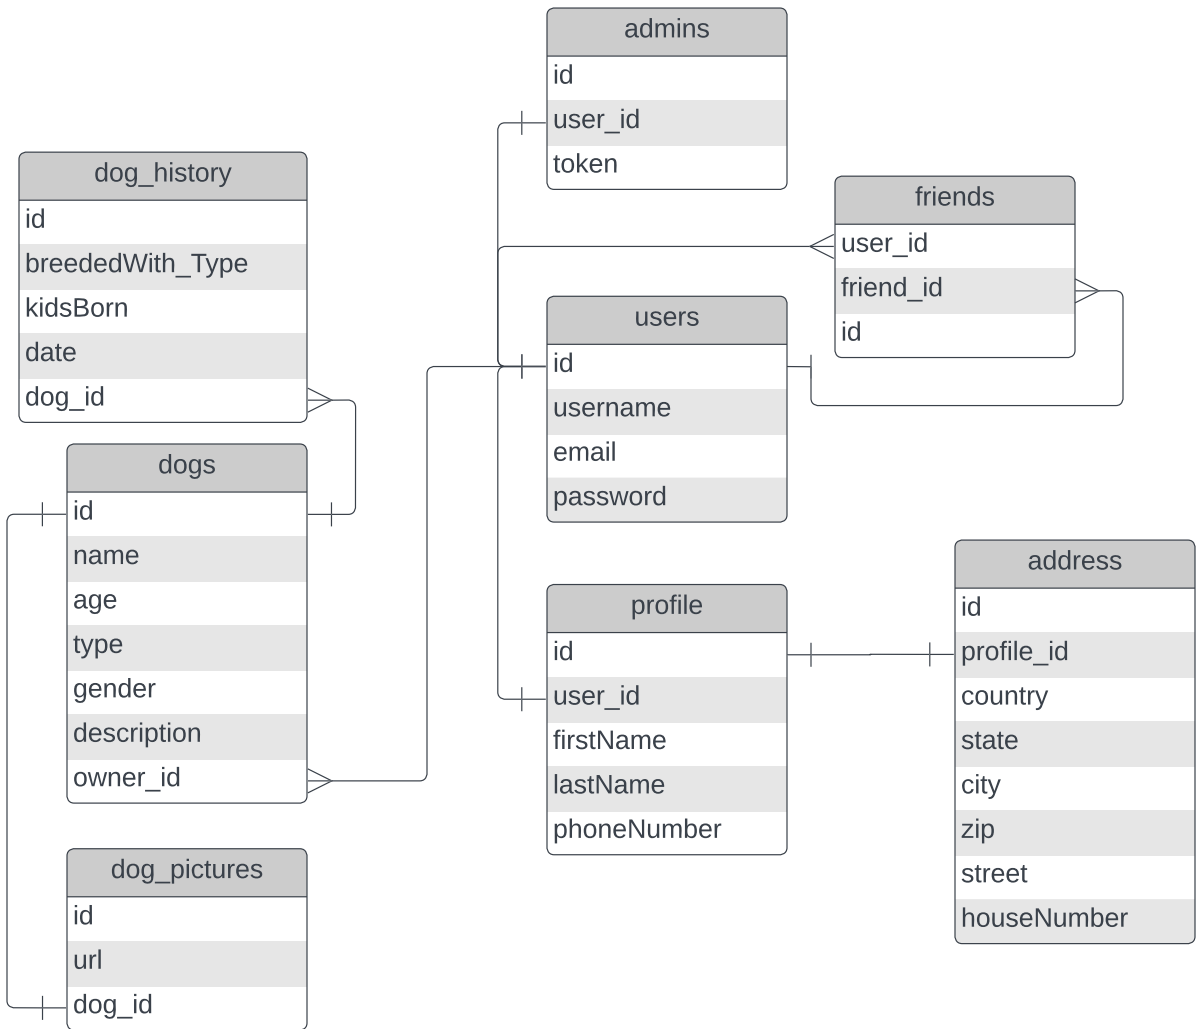 admins
id
user_id
token
dog_history
id
breededWith_Type
kidsBorn
date
dog_id
friends
user_id
friend_id
id
users
id
username
email
password
dogs
id
name
age
type
gender
description
owner_id
address
id
profile_id
country
state
city
zip
street
houseNumber
profile
id
user_id
firstName
lastName
phoneNumber
dog_pictures
id
url
dog_id